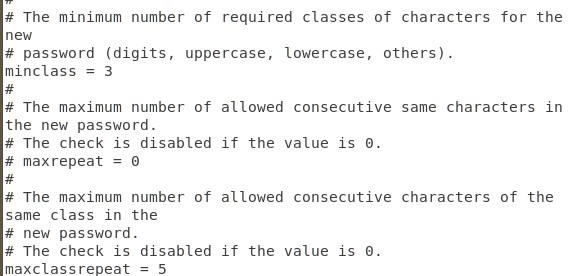 #
# The minimum number of required classes of characters for the
new
# password (digits, uppercase, lowercase, others).
minclass = 3
#
# The maximum number of allowed consecutive same characters in
the new password.
# The check is disabled if the value is 0.
# maxrepeat = 0
#
# The maximum number of allowed consecutive characters of the
same class in the
# new password.
# The check is disabled if the value is 0.
maxclassrepeat = 5